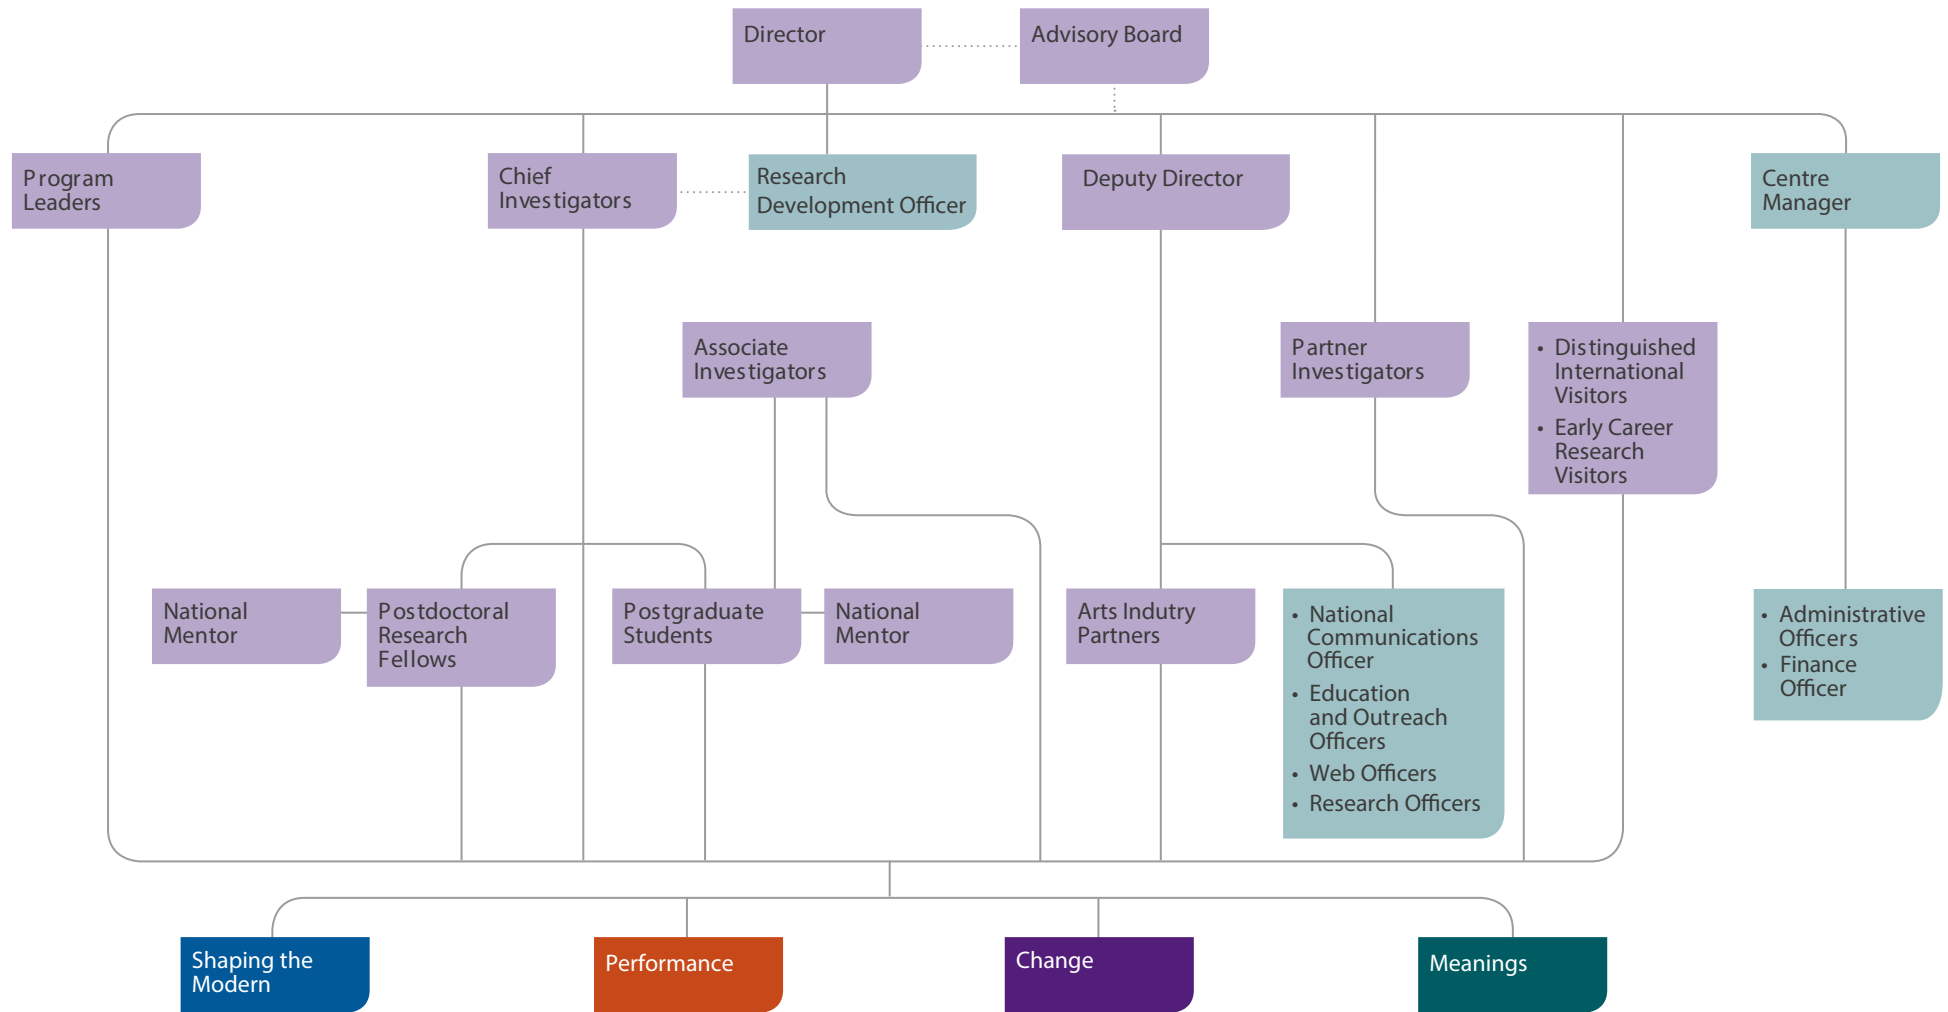 Director
Advisory Board
Program
Leaders
Chief
Investigators
Research
Development Officer
Deputy Director
Centre
Manager
Associate
Investigators
Partner
Investigators
• Distinguished
International
Visitors
• Early Career
Research
Visitors
National
Mentor
Postdoctoral
Research
Fellows
Postgraduate
Students
National
Mentor
Arts Indutry
Partners
• National
Communications
Officer
• Education
and Outreach
Officers
• Web Officers
• Research Officers
• Administrative
Officers
• Finance
Officer
Shaping the
Modern
Performance
Change
Meanings